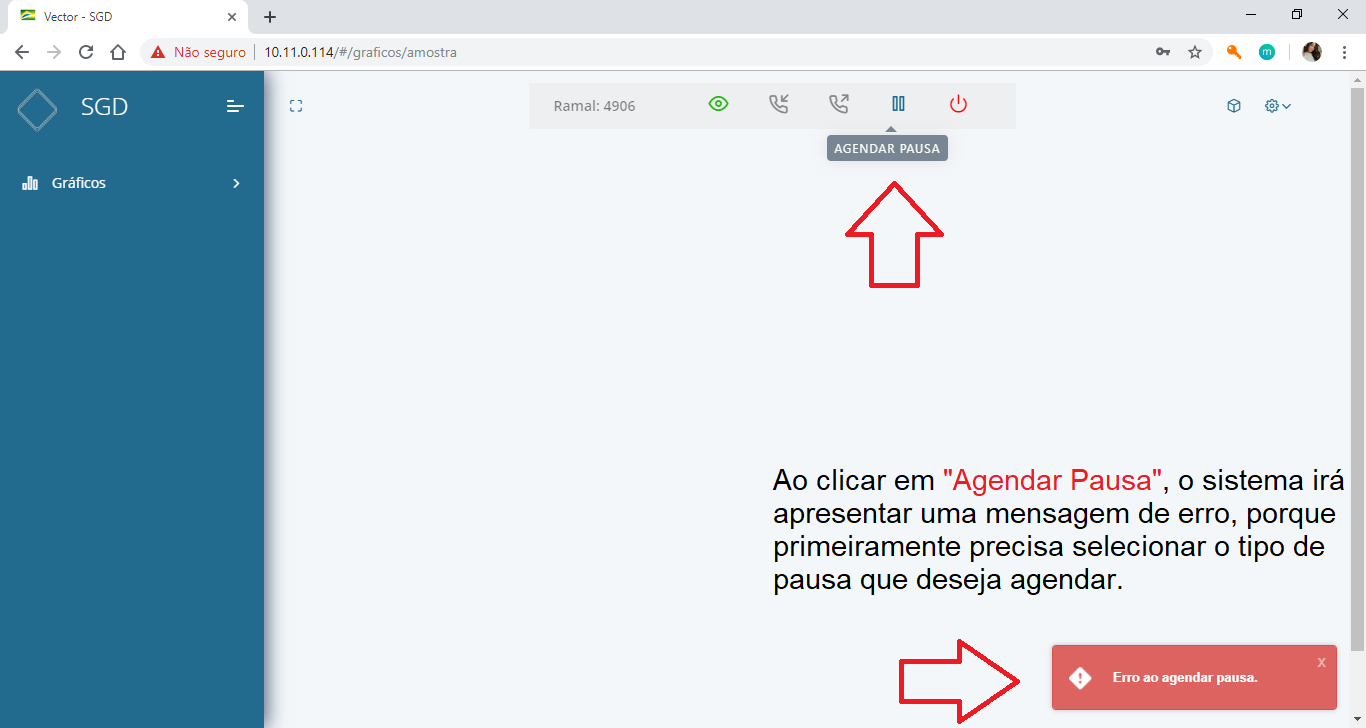 Vector - SGD
Não seguro
10.11.0.114/#/graficos/amostra
m
SGD
Ramal: 4906
AGENDAR PAUSA
Gráficos
Ao clicar em "Agendar Pausa", o sistema irá
apresentar uma mensagem de erro, porque
primeiramente precisa selecionar o tipo de
pausa que deseja agendar.
x
Erro ao agendar pausa.